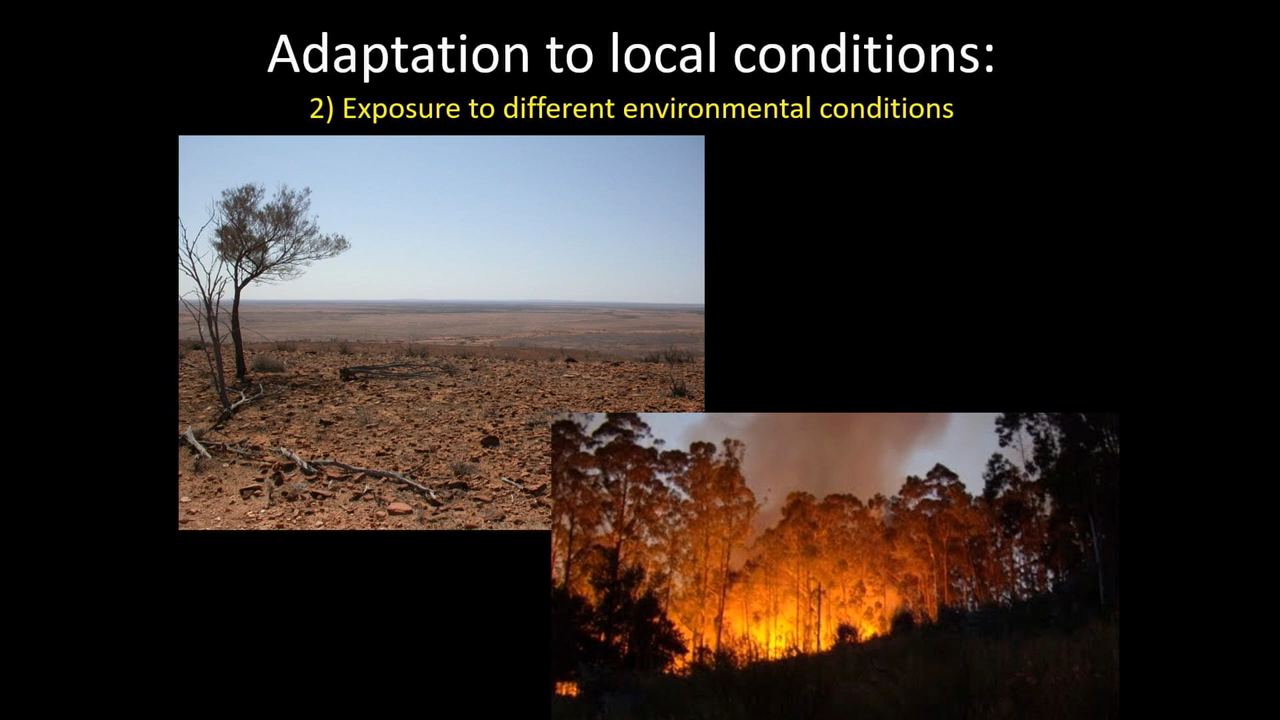 Adaptation to local conditions:
2) Exposure to different environmental conditions